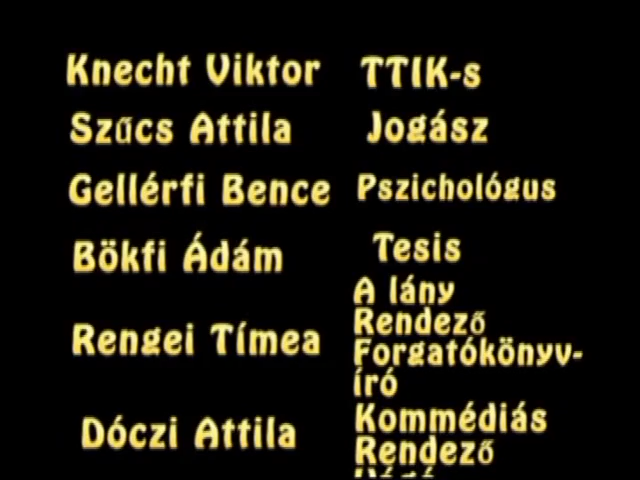 Knecht Viktor TTIK-s
Szűcs Attila Jogász
Gellérfi Bence Pszichológus
Bökfi Ádám Tesis
Rengei Tímea A lány
Rendező
Forgatókönyv-
író
Dóczi Attila Kommédiás
Rendező